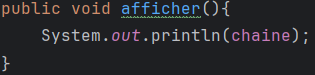 public void afficher(){
    System.out.println(chaine);
}